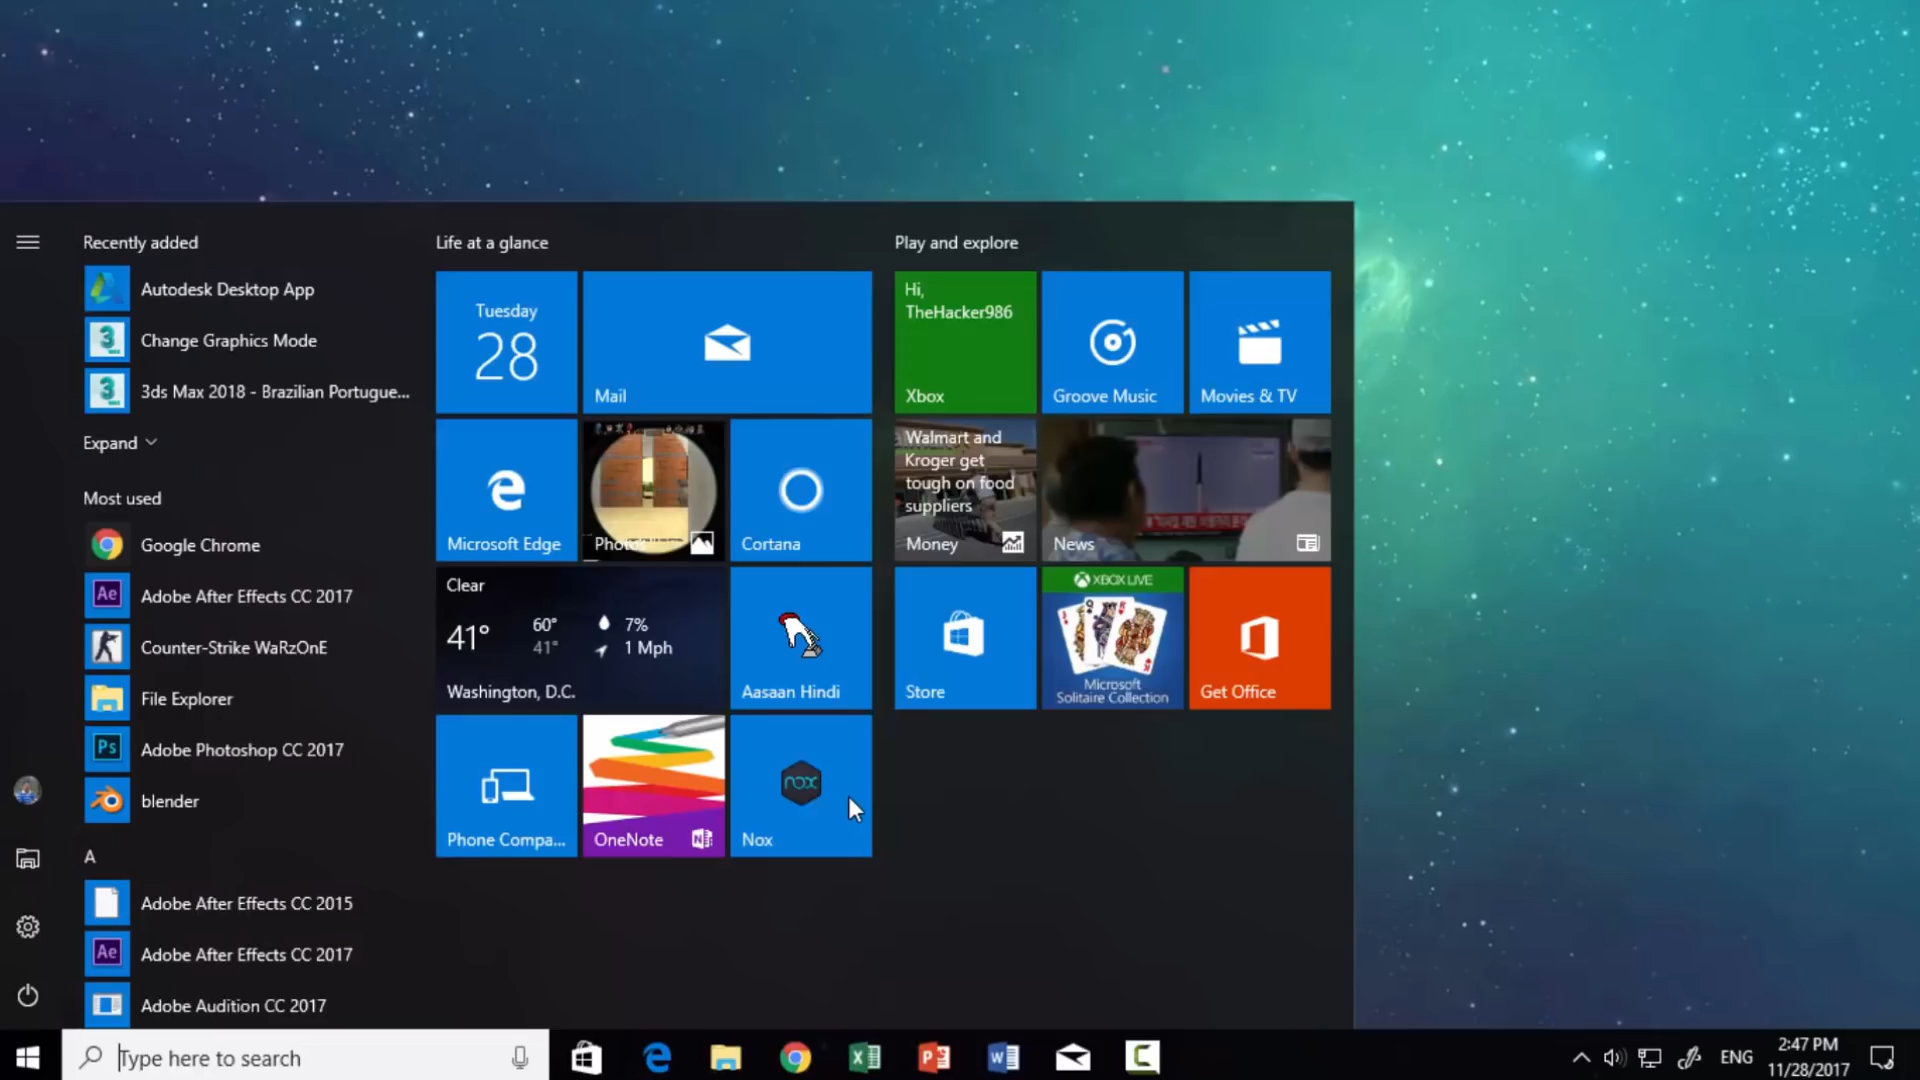 Recently added
Autodesk Desktop App
Change Graphics Mode
3ds Max 2018 - Brazilian Portugue...
Expand
Most used
Google Chrome
Adobe After Effects CC 2017
Counter-Strike WaRzOnE
File Explorer
Adobe Photoshop CC 2017
blender
A
Adobe After Effects CC 2015
Adobe After Effects CC 2017
Adobe Audition CC 2017
Life at a glance
Tuesday
28
Mail
Microsoft Edge
Photos
Cortana
Clear
41°
60°
41°
7%
1 Mph
Washington, D.C.
Aasaan Hindi
Phone Compa...
OneNote
nox
Nox
Play and explore
Hi,
TheHacker986
Xbox
Groove Music
Movies & TV
Walmart and
Kroger get
tough on food
suppliers
Money
News
Store
XBOX LIVE
Microsoft
Solitaire Collection
Get Office
Type here to search
ENG
2:47 PM
11/28/2017